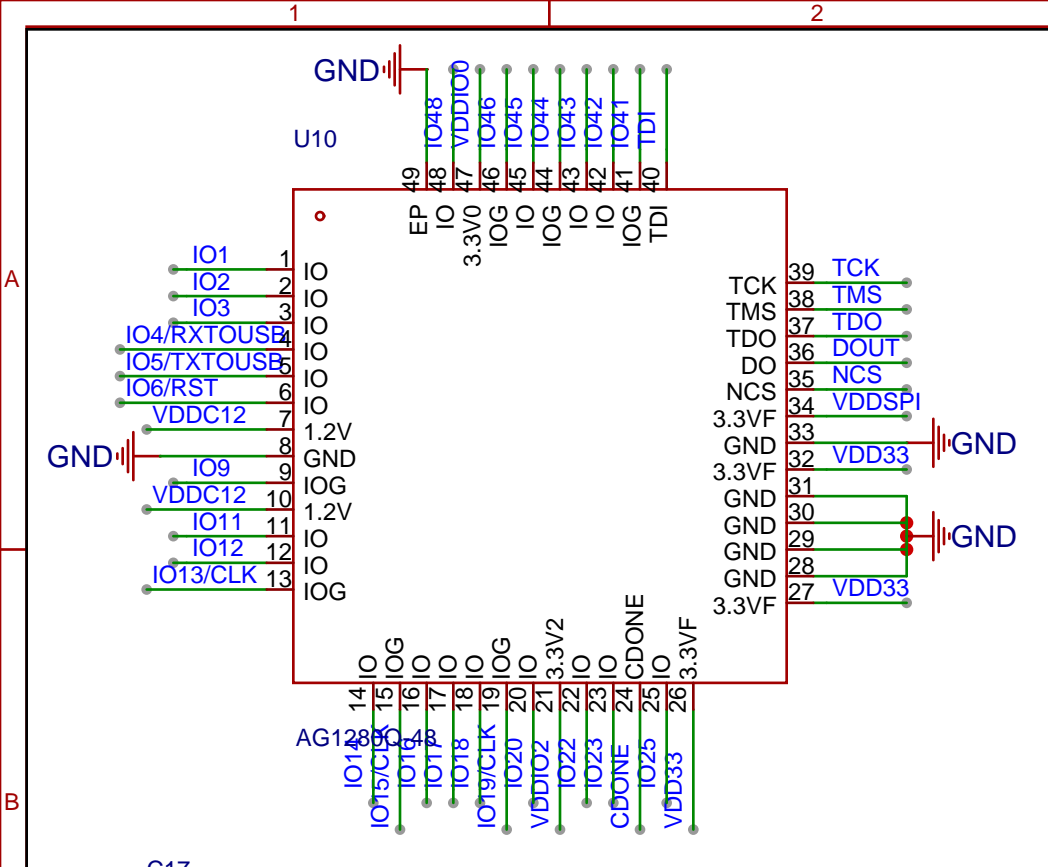 1 2
GND
IO48 VDDIO0 IO46 IO45 IO44 IO43 IO42 IO41 TDI
U10
49 48 47 46 45 44 43 42 41 40
EP IO 3.3V0 IOG IO IOG IO IO IOG TDI
A
IO1 1 IO
IO2 2 IO
IO3 3 IO
IO4/RXTOUSB 4 IO
IO5/TXTOUSB 5 IO
IO6/RST 6 IO
VDDC12 7 1.2V
GND 8 GND
IO9 9 IOG
VDDC12 10 1.2V
IO11 11 IO
IO12 12 IO
IO13/CLK 13 IOG
TCK 39 TCK
TMS 38 TMS
TDO 37 TDO
DO 36 DOUT
NCS 35 NCS
3.3VF 34 VDDSPI
GND 33 GND
3.3VF 32 VDD33
GND 31
GND 30
GND 29 GND
GND 28
3.3VF 27 VDD33
IO IOG IO IO IO IOG IO 3.3V2 IO IO CDONE IO 3.3VF
14 15 16 17 18 19 20 21 22 23 24 25 26
AG1280Q-48
IO14 IO15/CLK IO16 IO17 IO18 IO19/CLK IO20 VDDIO2 IO22 IO23 CDONE IO25 VDD33
B